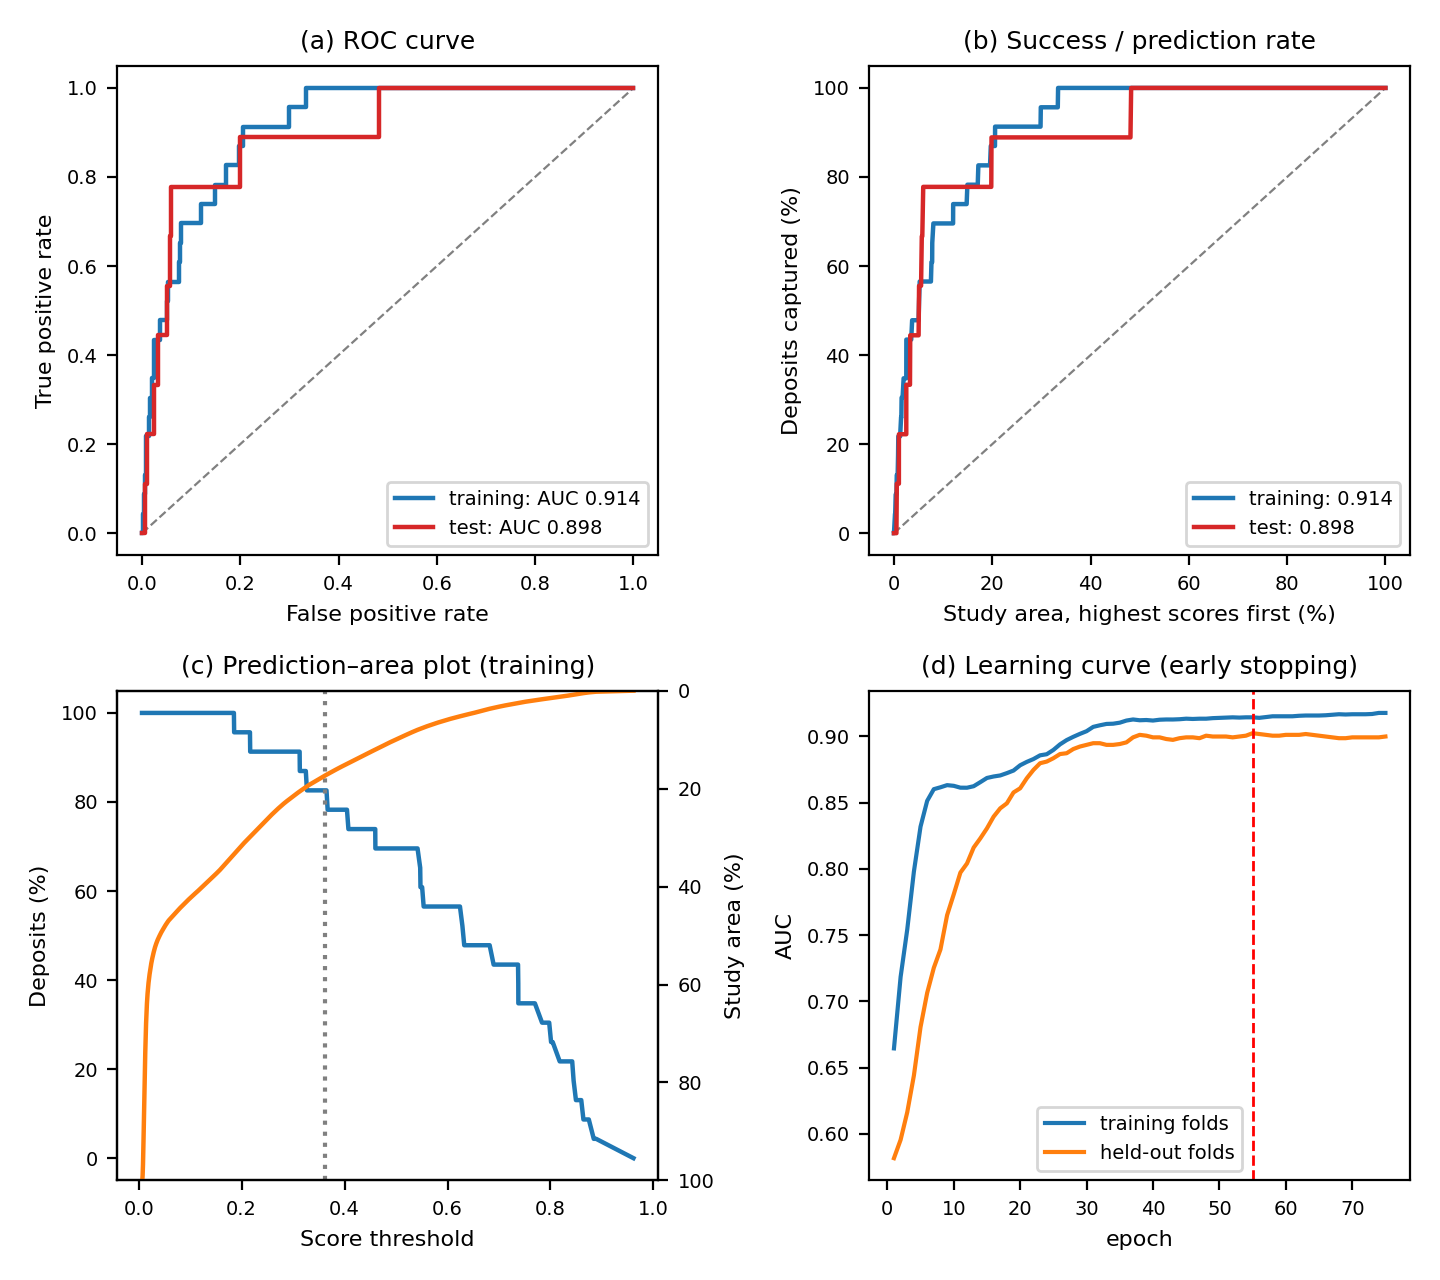 (a) ROC curve
True positive rate
1.0
0.8
0.6
0.4
0.2
0.0
training: AUC 0.914
test: AUC 0.898
0.0 0.2 0.4 0.6 0.8 1.0
False positive rate
(b) Success / prediction rate
Deposits captured (%)
100
80
60
40
20
0
training: 0.914
test: 0.898
0 20 40 60 80 100
Study area, highest scores first (%)
(c) Prediction–area plot (training)
Deposits (%)
100
80
60
40
20
0
0
20
40
60
80
100
Study area (%)
0.0 0.2 0.4 0.6 0.8 1.0
Score threshold
(d) Learning curve (early stopping)
AUC
0.90
0.85
0.80
0.75
0.70
0.65
0.60
training folds
held-out folds
0 10 20 30 40 50 60 70
epoch